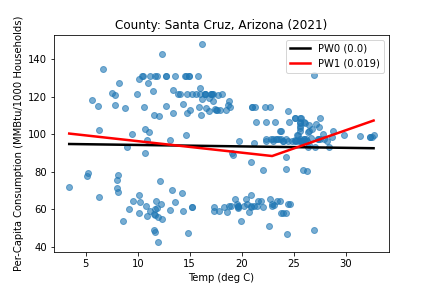 County: Santa Cruz, Arizona (2021)
PW0 (0.0)
PW1 (0.019)
Per-Capita Consumption (MMBtu/1000 Households)
140
120
100
80
60
40
5 10 15 20 25 30
Temp (deg C)